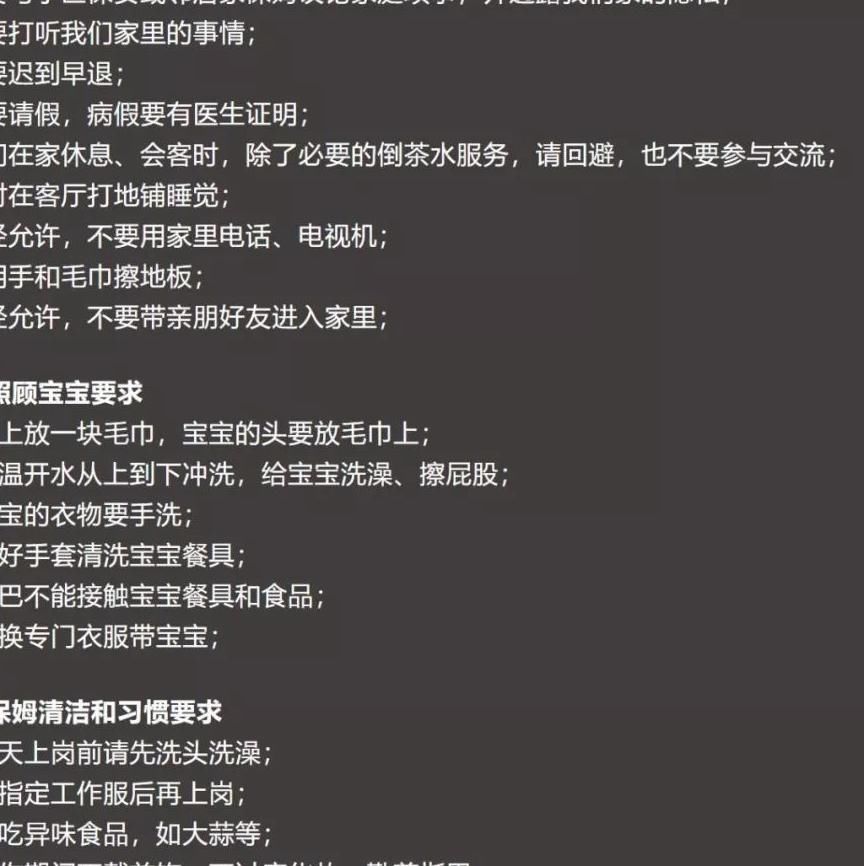 打听我们家里的事情；
迟到早退；
请假，病假要有医生证明；
在家休息、会客时，除了必要的倒茶水服务，请回避，也不要参与交流；
在客厅打地铺睡觉；
允许，不要用家里电话、电视机；
手和毛巾擦地板；
允许，不要带亲朋好友进入家里；
照顾宝宝要求
上放一块毛巾，宝宝的头要放毛巾上；
温开水从上到下冲洗，给宝宝洗澡、擦屁股；
宝的衣物要手洗；
好手套清洗宝宝餐具；
巴不能接触宝宝餐具和食品；
换专门衣服带宝宝；
保姆清洁和习惯要求
天上岗前请先洗头洗澡；
指定工作服后再上岗；
吃异味食品，如大蒜等；